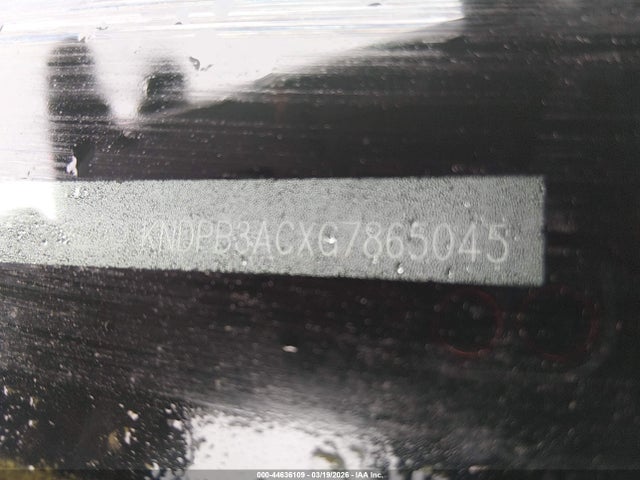 KNDPB3ACXG7865045
000-44636109 - 03/19/2026 - IAA Inc.